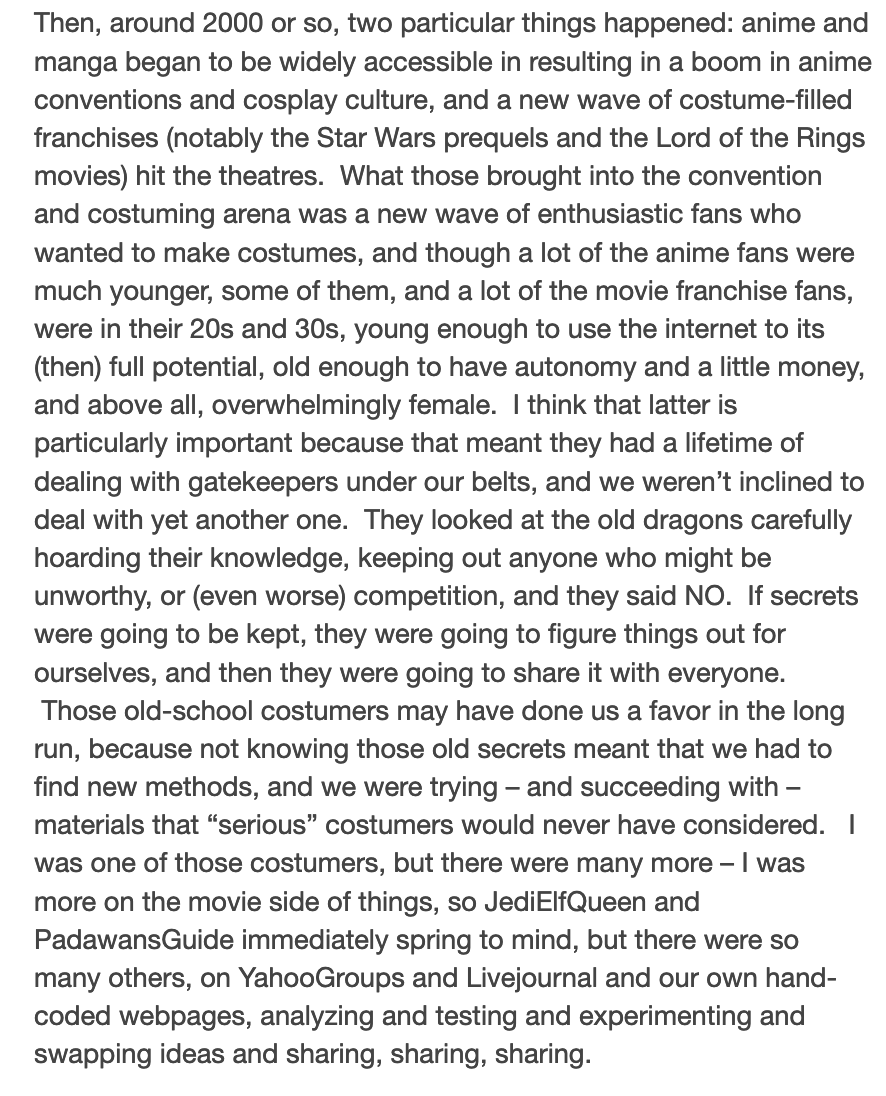 Then, around 2000 or so, two particular things happened: anime and
manga began to be widely accessible in resulting in a boom in anime
conventions and cosplay culture, and a new wave of costume-filled
franchises (notably the Star Wars prequels and the Lord of the Rings
movies) hit the theatres.  What those brought into the convention
and costuming arena was a new wave of enthusiastic fans who
wanted to make costumes, and though a lot of the anime fans were
much younger, some of them, and a lot of the movie franchise fans,
were in their 20s and 30s, young enough to use the internet to its
(then) full potential, old enough to have autonomy and a little money,
and above all, overwhelmingly female.  I think that latter is
particularly important because that meant they had a lifetime of
dealing with gatekeepers under our belts, and we weren’t inclined to
deal with yet another one.  They looked at the old dragons carefully
hoarding their knowledge, keeping out anyone who might be
unworthy, or (even worse) competition, and they said NO.  If secrets
were going to be kept, they were going to figure things out for
ourselves, and then they were going to share it with everyone.
Those old-school costumers may have done us a favor in the long
run, because not knowing those old secrets meant that we had to
find new methods, and we were trying – and succeeding with –
materials that “serious” costumers would never have considered.   I
was one of those costumers, but there were many more – I was
more on the movie side of things, so JediElfQueen and
PadawansGuide immediately spring to mind, but there were so
many others, on YahooGroups and Livejournal and our own hand-
coded webpages, analyzing and testing and experimenting and
swapping ideas and sharing, sharing, sharing.